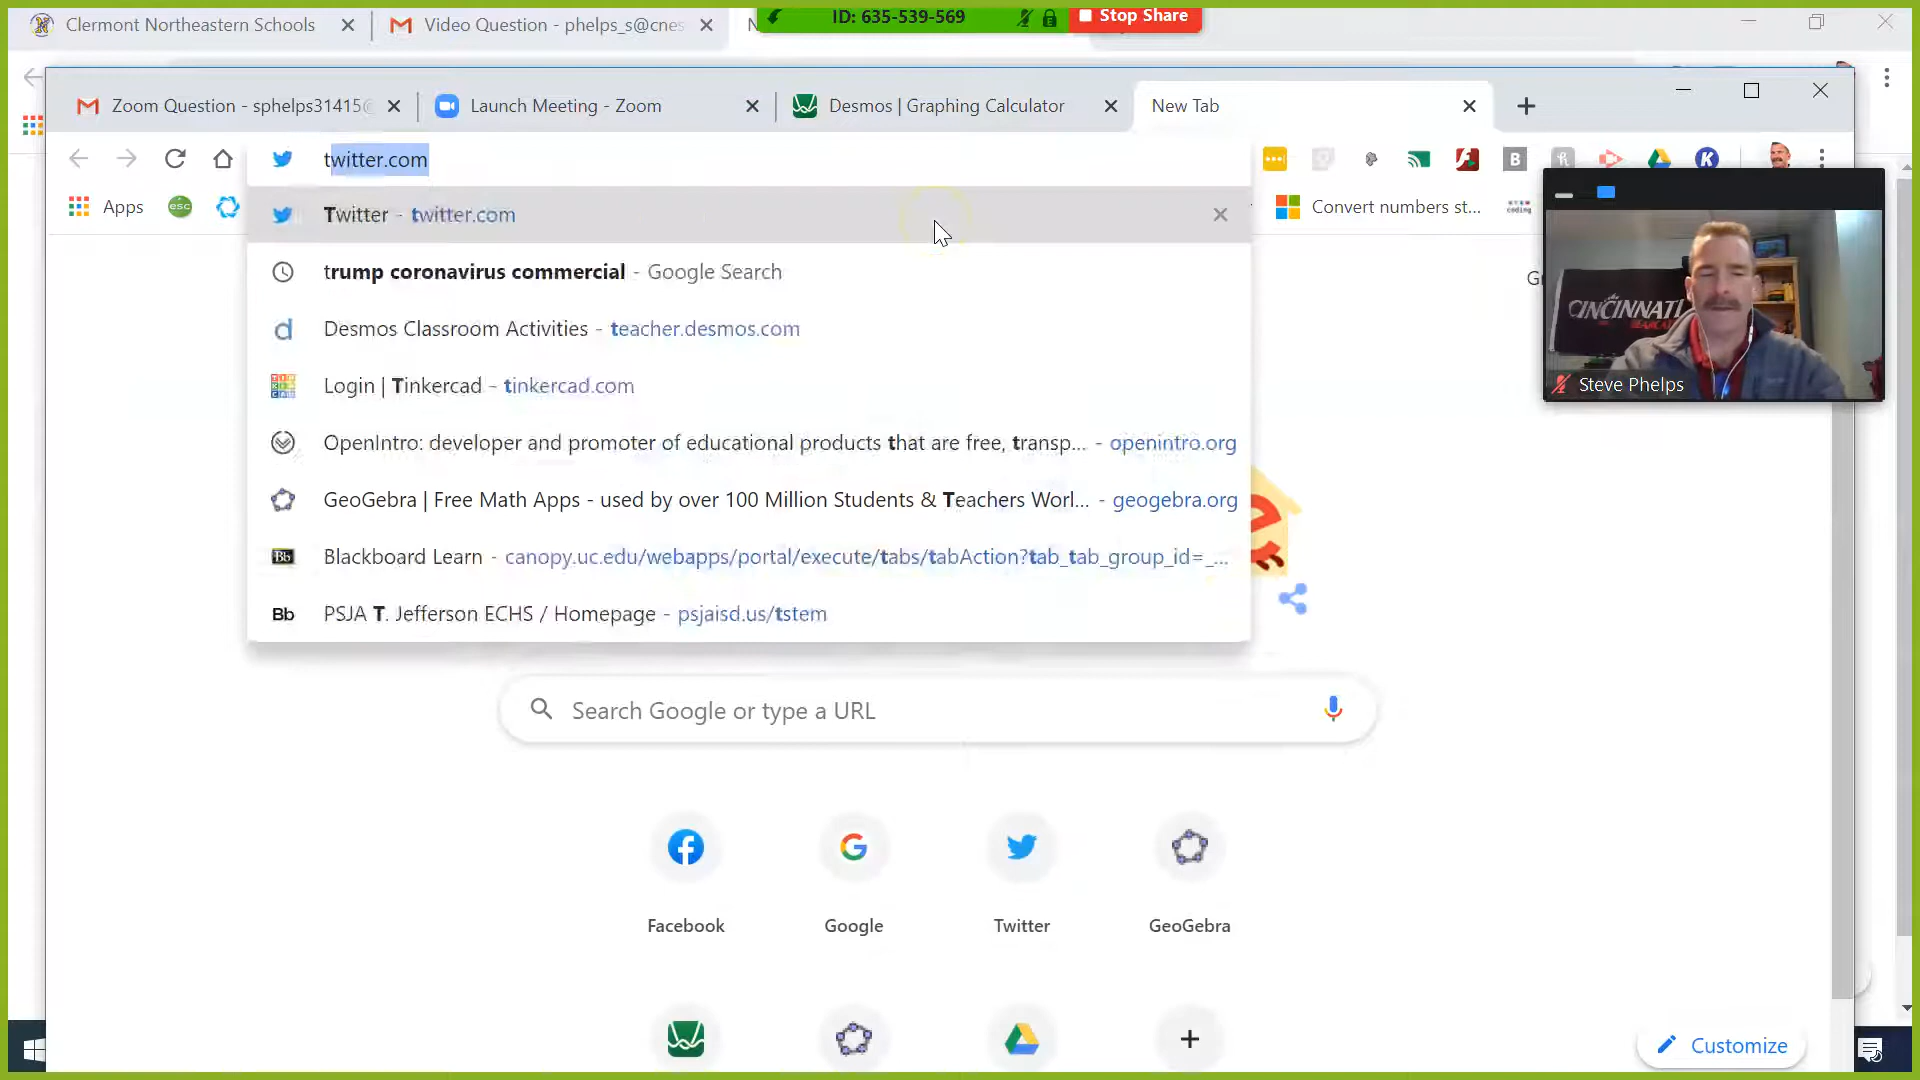 Clermont Northeastern Schools
Video Question - phelps_s@cnes
ID: 635-539-569
Stop Share
Zoom Question - sphelps31415@
Launch Meeting - Zoom
Desmos | Graphing Calculator
New Tab
twitter.com
Apps
esc
Convert numbers st...
Twitter - twitter.com
trump coronavirus commercial - Google Search
Desmos Classroom Activities - teacher.desmos.com
Login | Tinkercad - tinkercad.com
OpenIntro: developer and promoter of educational products that are free, transp... - openintro.org
GeoGebra | Free Math Apps - used by over 100 Million Students & Teachers Worl... - geogebra.org
Bb Blackboard Learn - canopy.uc.edu/webapps/portal/execute/tabs/tabAction?tab_tab_group_id=_...
Bb PSJA T. Jefferson ECHS / Homepage - psjaisd.us/tstem
CINCINNATI
BEARCATS
Steve Phelps
Search Google or type a URL
Facebook
Google
Twitter
GeoGebra
Customize